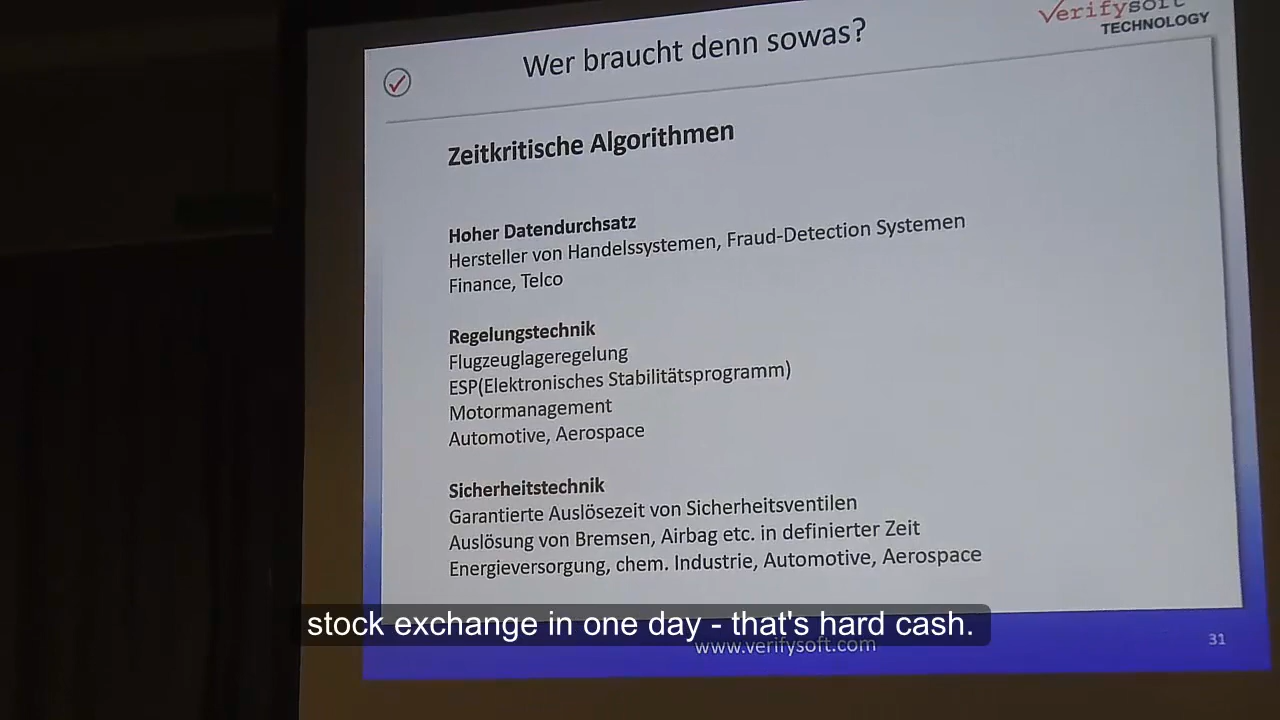 Wer braucht denn sowas?
Verifysoft
TECHNOLOGY
Zeitkritische Algorithmen
Hoher Datendurchsatz
Hersteller von Handelssystemen, Fraud-Detection Systemen
Finance, Telco
Regelungstechnik
Flugzeuglageregelung
ESP(Elektronisches Stabilitätsprogramm)
Motormanagement
Automotive, Aerospace
Sicherheitstechnik
Garantierte Auslösezeit von Sicherheitsventilen
Auslösung von Bremsen, Airbag etc. in definierter Zeit
Energieversorgung, chem. Industrie, Automotive, Aerospace
stock exchange in one day - that's hard cash.
www.verifysoft.com
31